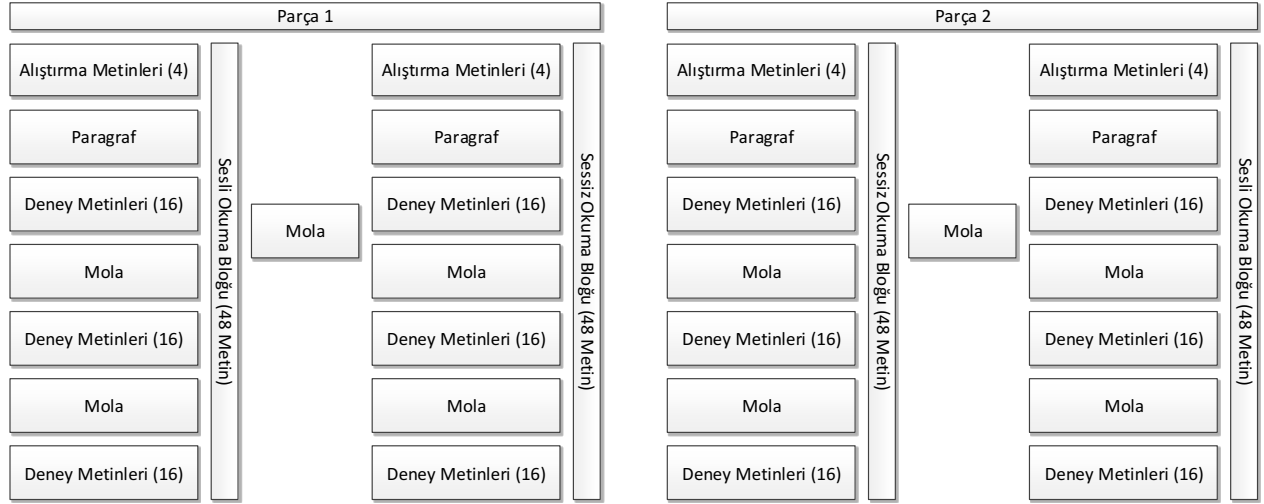 Parça 1
Alıştırma Metinleri (4)
Paragraf
Deney Metinleri (16)
Mola
Deney Metinleri (16)
Mola
Deney Metinleri (16)
Sesli Okuma Bloğu (48 Metin)
Mola
Alıştırma Metinleri (4)
Paragraf
Deney Metinleri (16)
Mola
Deney Metinleri (16)
Mola
Deney Metinleri (16)
Sessiz Okuma Bloğu (48 Metin)
Parça 2
Alıştırma Metinleri (4)
Paragraf
Deney Metinleri (16)
Mola
Deney Metinleri (16)
Mola
Deney Metinleri (16)
Sessiz Okuma Bloğu (48 Metin)
Mola
Alıştırma Metinleri (4)
Paragraf
Deney Metinleri (16)
Mola
Deney Metinleri (16)
Mola
Deney Metinleri (16)
Sesli Okuma Bloğu (48 Metin)